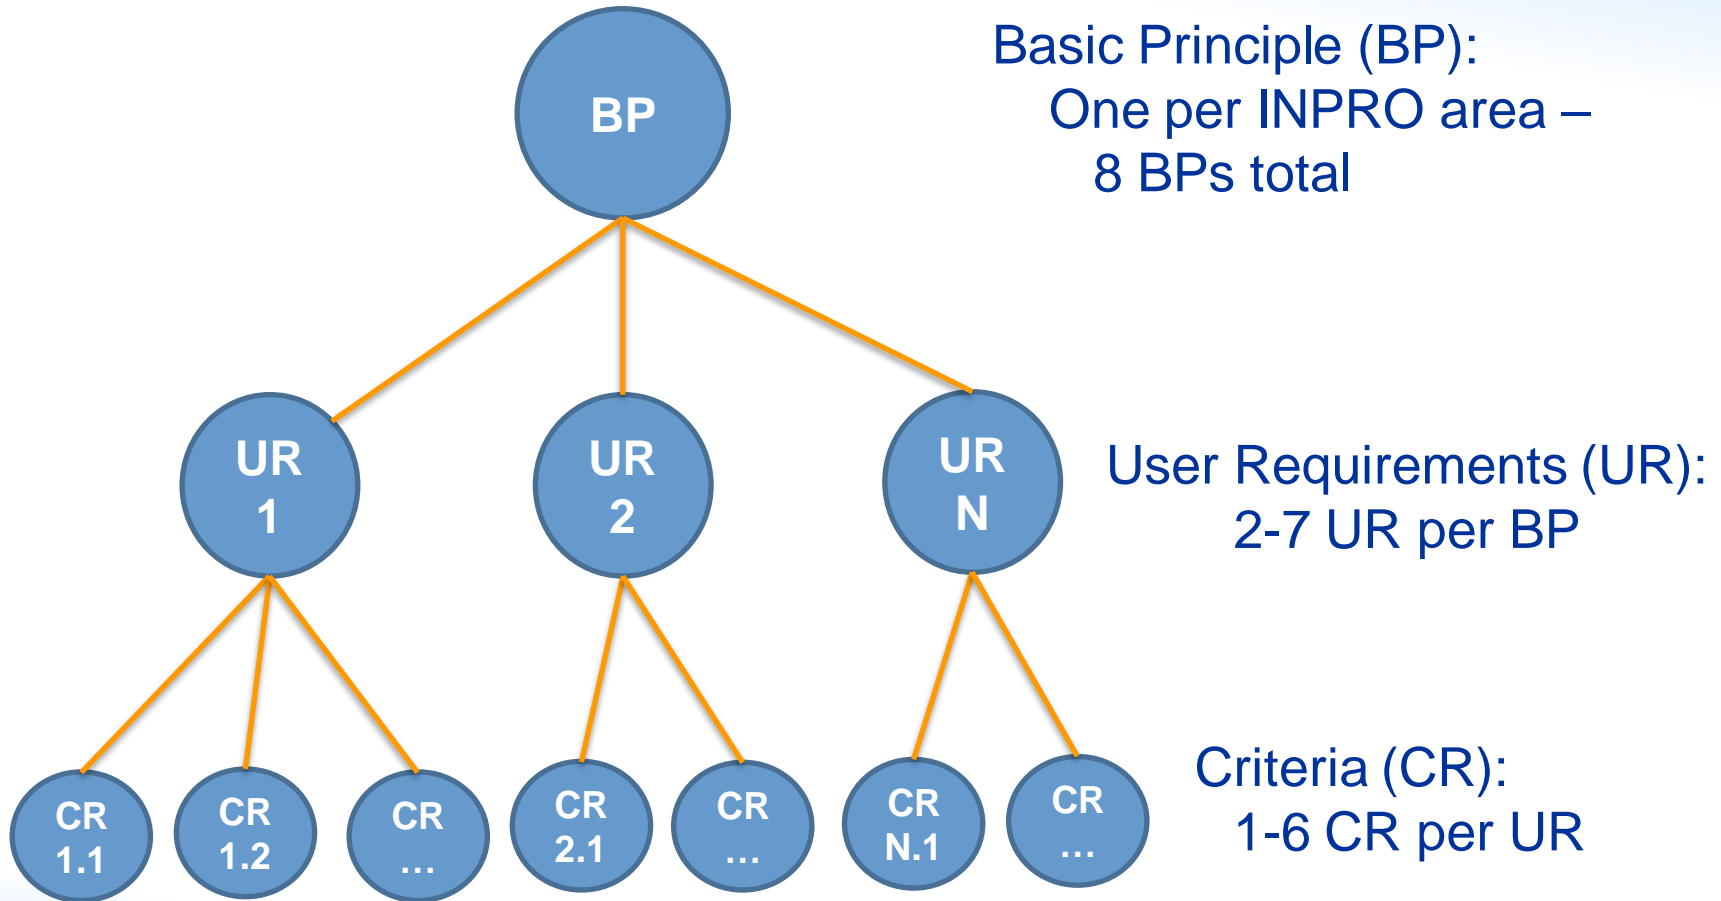 BP
Basic Principle (BP):
One per INPRO area –
8 BPs total
UR
1
UR
2
UR
N
User Requirements (UR):
2-7 UR per BP
CR
1.1
CR
1.2
CR
...
CR
2.1
CR
...
CR
N.1
CR
...
Criteria (CR):
1-6 CR per UR